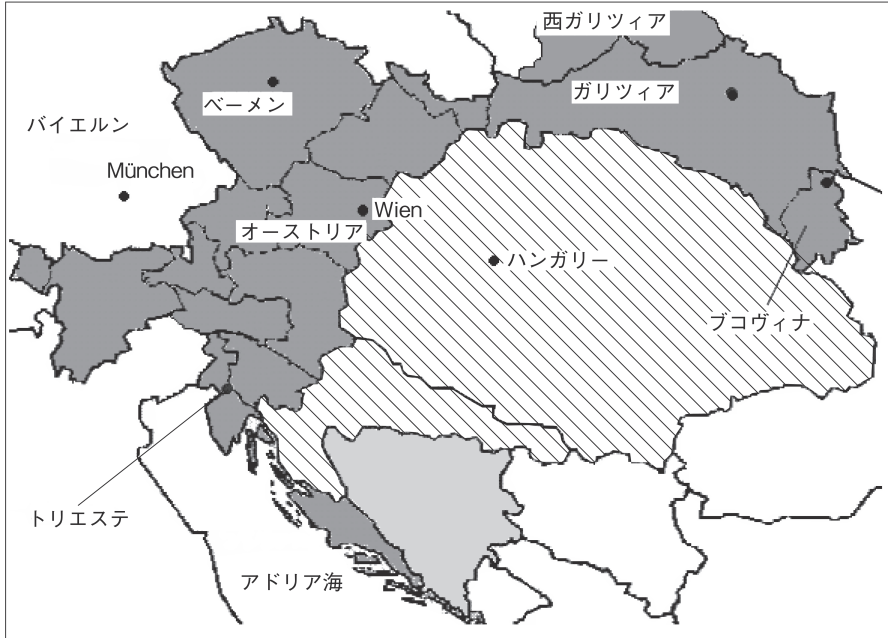 西ガリツィア
ガリツィア
ベーメン
バイエルン
München
Wien
オーストリア
ハンガリー
ブコヴィナ
トリエステ
アドリア海